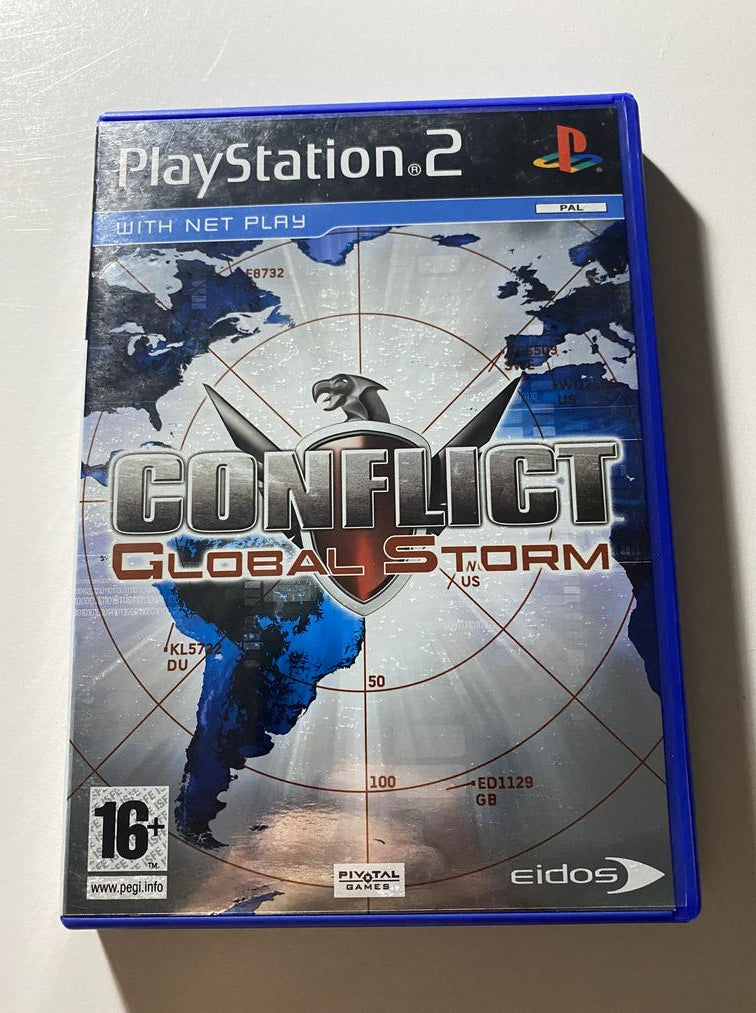 PlayStation®2
PAL
WITH NET PLAY
E8732
US
CONFLICT
GLOBAL STORM
US
KL5722
DU
50
100
ED1129
GB
16+
TM
www.pegi.info
PIVOTAL
GAMES
eidos